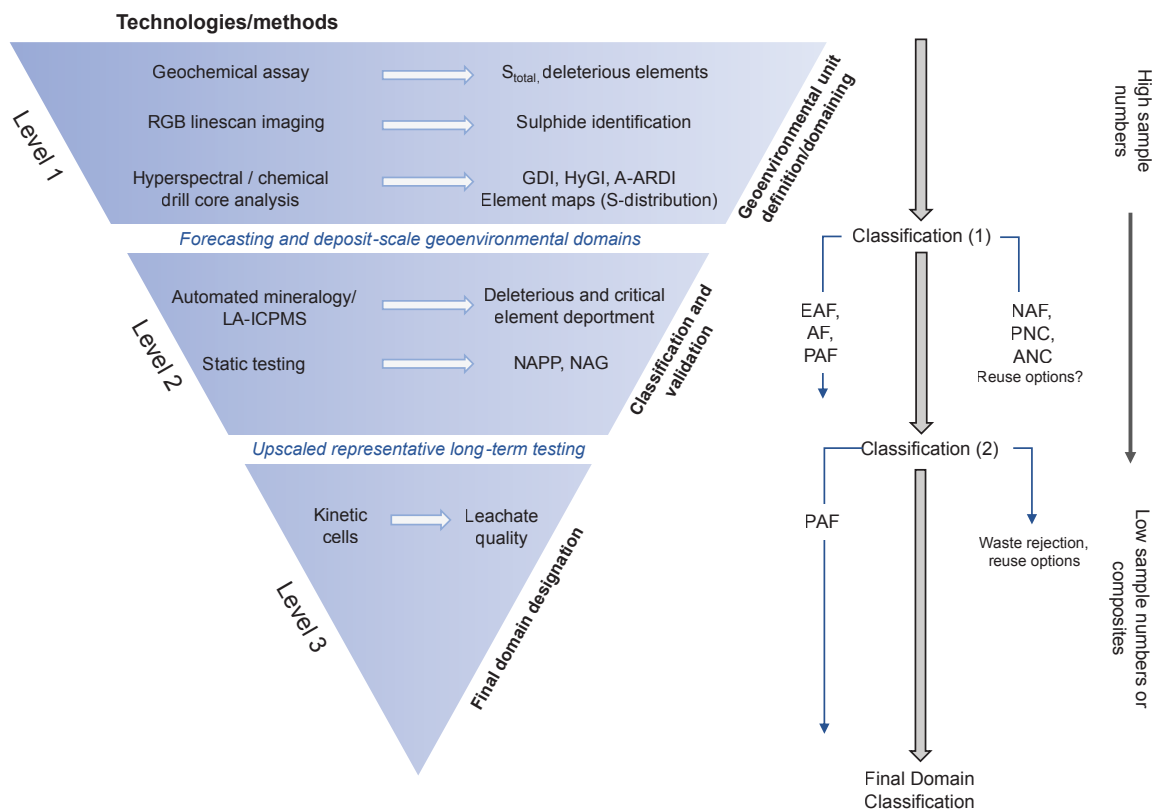 Technologies/methods
Level 1
Geochemical assay
Stotal, deleterious elements
RGB linescan imaging
Sulphide identification
Hyperspectral / chemical
drill core analysis
GDI, HyGI, A-ARDI
Element maps (S-distribution)
Geoenvironmental unit
definition/domaining
Forecasting and deposit-scale geoenvironmental domains
Level 2
Automated mineralogy/
LA-ICPMS
Deleterious and critical
element deportment
Static testing
NAPP, NAG
Classification and
validation
Upscaled representative long-term testing
Level 3
Kinetic
cells
Leachate
quality
Final domain designation
Classification (1)
EAF,
AF,
PAF
NAF,
PNC,
ANC
Reuse options?
Classification (2)
PAF
Waste rejection,
reuse options
Final Domain
Classification
High sample
numbers
Low sample numbers or
composites